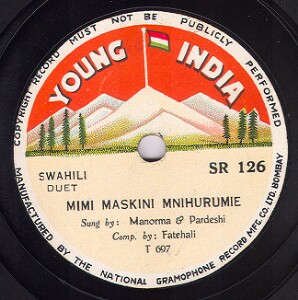 COPYRIGHT RECORD MUST NOT BE PUBLICLY PERFORMED
YOUNG INDIA
SWAHILI
DUET
SR 126
MIMI MASKINI MNIHURUMIE
Sung by: Manorma & Pardeshi
Comp. by: Fatehali
T 697
MANUFACTURED BY THE NATIONAL GRAMOPHONE RECORD MFG. CO. LTD. BOMBAY